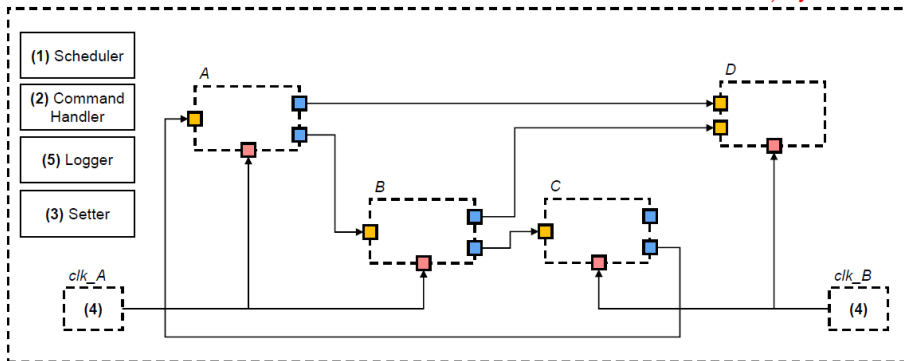 (1) Scheduler
(2) Command
Handler
(5) Logger
(3) Setter
A
B
C
D
clk_A
(4)
clk_B
(4)